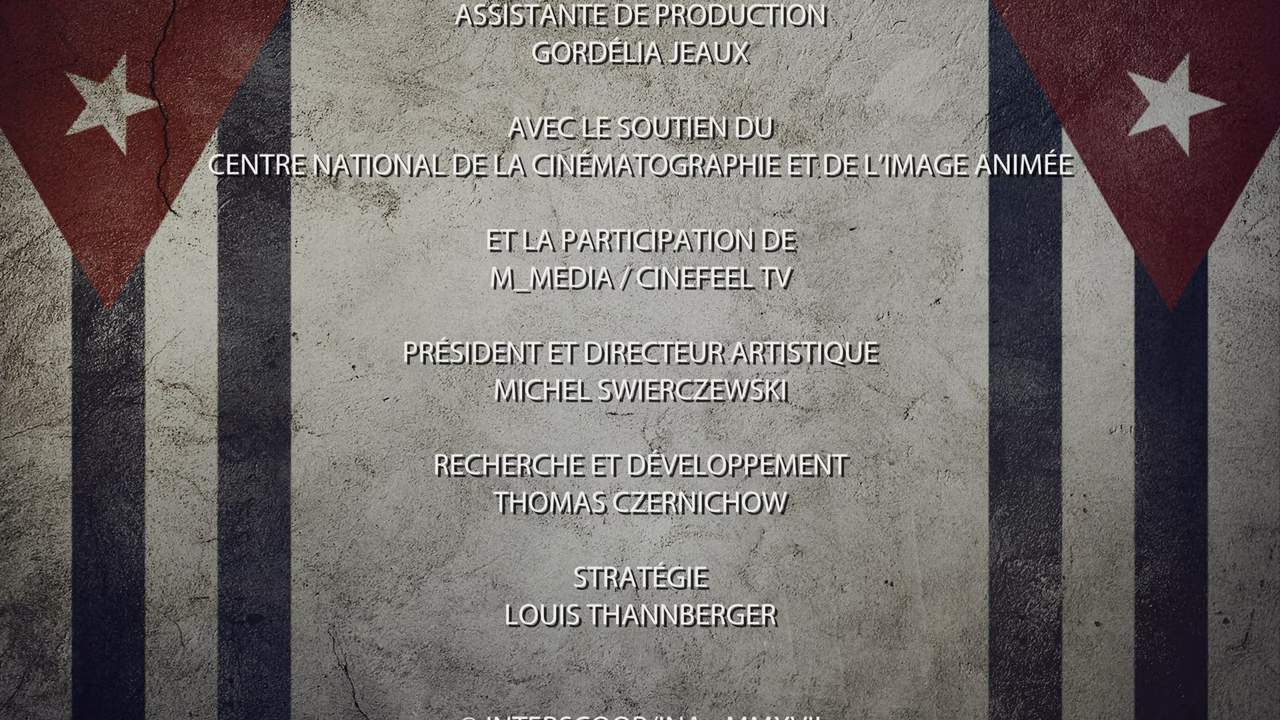 ASSISTANTE DE PRODUCTION
GORDÉLIA JEAUX
AVEC LE SOUTIEN DU
CENTRE NATIONAL DE LA CINÉMATOGRAPHIE ET DE L'IMAGE ANIMÉE
ET LA PARTICIPATION DE
M_MEDIA / CINEFEEL TV
PRÉSIDENT ET DIRECTEUR ARTISTIQUE
MICHEL SWIERCZEWSKI
RECHERCHE ET DÉVELOPPEMENT
THOMAS CZERNICHOW
STRATÉGIE
LOUIS THANNBERGER